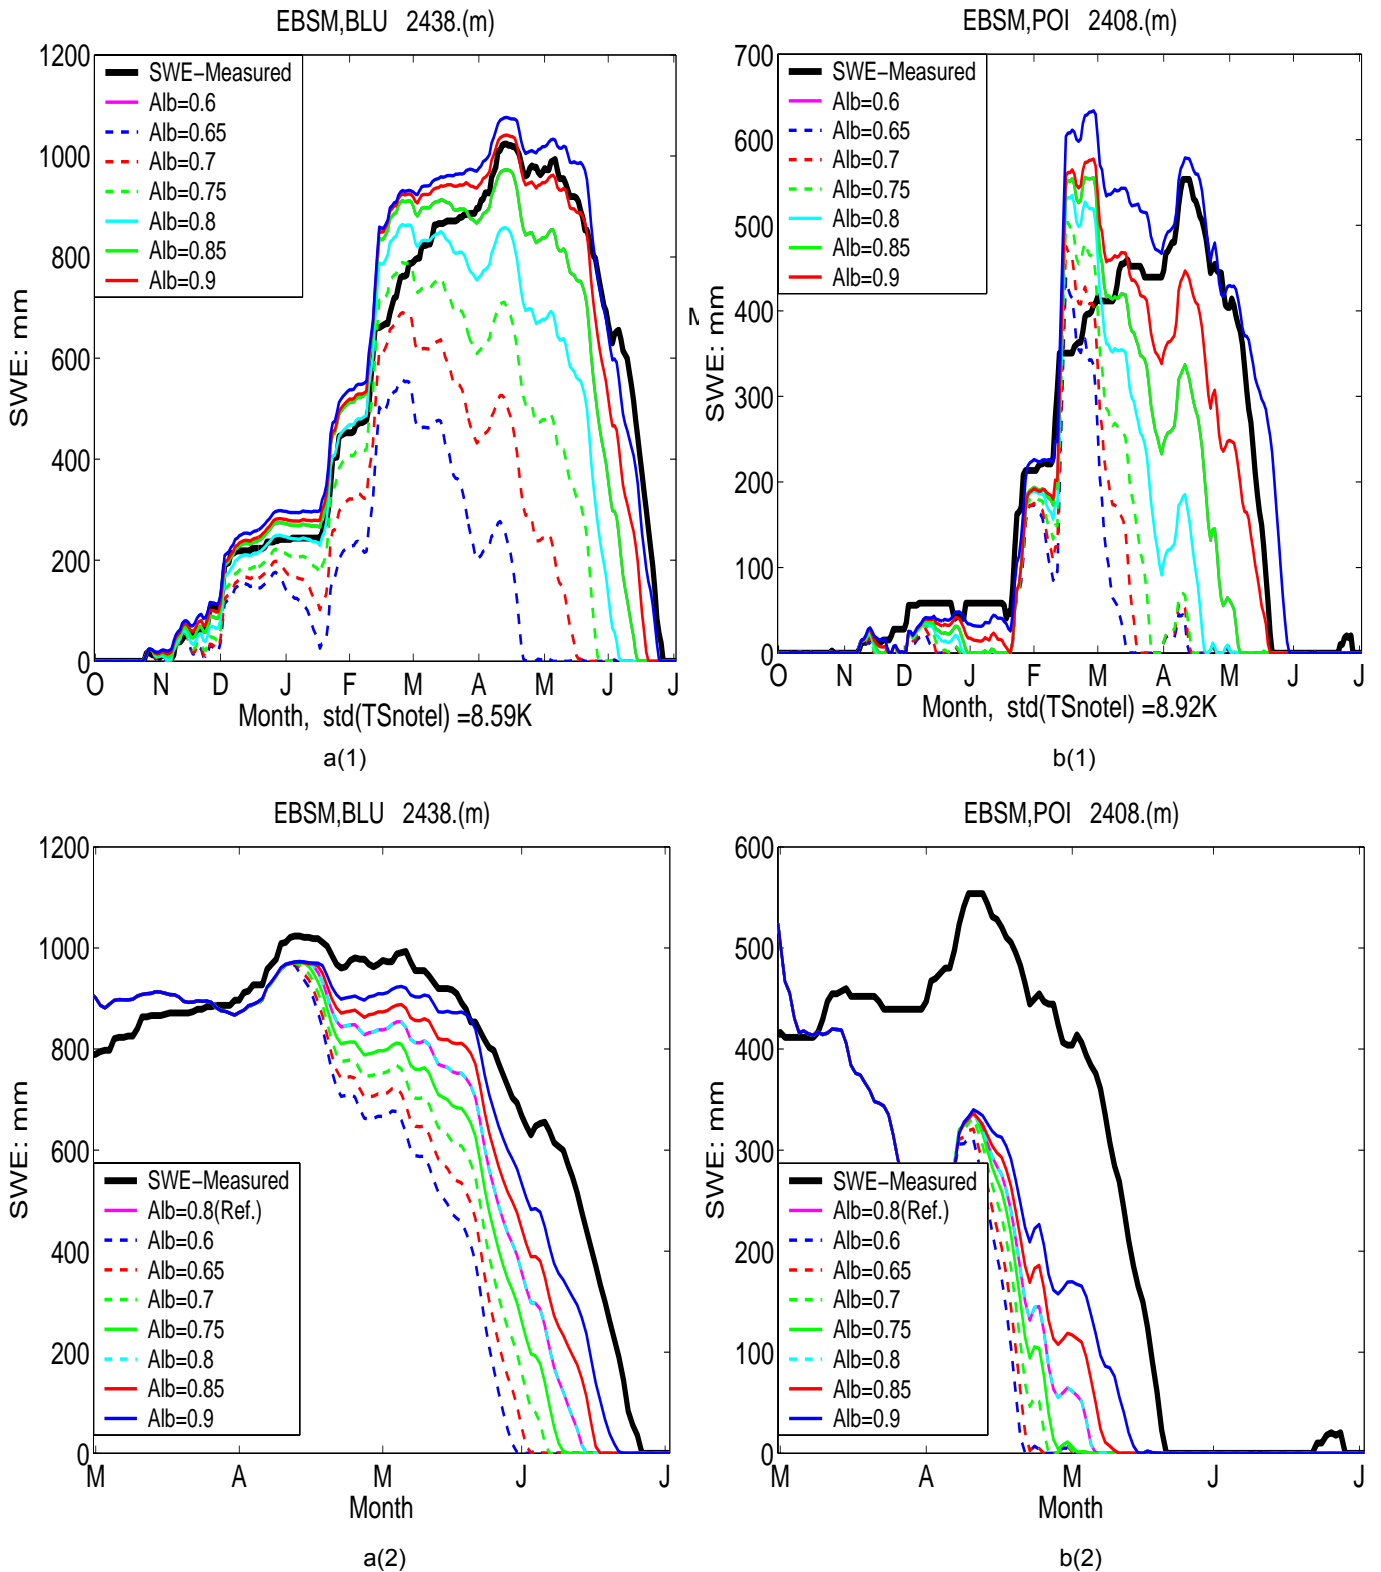 EBSM,BLU 2438.(m)
1200
1000
800
600
400
200
0
SWE: mm
SWE-Measured
Alb=0.6
Alb=0.65
Alb=0.7
Alb=0.75
Alb=0.8
Alb=0.85
Alb=0.9
O N D J F M A M J J
Month, std(TSnotel) =8.59K
a(1)
EBSM,POI 2408.(m)
700
600
500
400
300
200
100
0
SWE: mm
M
SWE-Measured
Alb=0.6
Alb=0.65
Alb=0.7
Alb=0.75
Alb=0.8
Alb=0.85
Alb=0.9
O N D J F M A M J J
Month, std(TSnotel) =8.92K
b(1)
EBSM,BLU 2438.(m)
1200
1000
800
600
400
200
0
SWE: mm
SWE-Measured
Alb=0.8(Ref.)
Alb=0.6
Alb=0.65
Alb=0.7
Alb=0.75
Alb=0.8
Alb=0.85
Alb=0.9
M A M J J
Month
a(2)
EBSM,POI 2408.(m)
600
500
400
300
200
100
0
SWE: mm
SWE-Measured
Alb=0.8(Ref.)
Alb=0.6
Alb=0.65
Alb=0.7
Alb=0.75
Alb=0.8
Alb=0.85
Alb=0.9
M A M J J
Month
b(2)